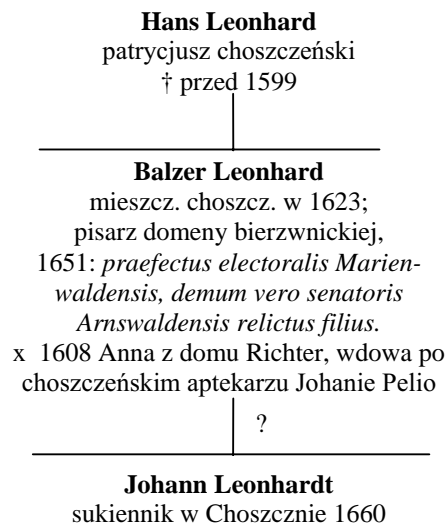 Hans Leonhard
patrycjusz choszczeński
† przed 1599
Balzer Leonhard
mieszcz. choszcz. w 1623;
pisarz domeny bierzwnickiej,
1651: praefectus electoralis Marien-
waldensis, demum vero senatoris
Arnswaldensis relictus filius.
x 1608 Anna z domu Richter, wdowa po
choszczeńskim aptekarzu Johanie Pelio
?
Johann Leonhardt
sukiennik w Choszcznie 1660